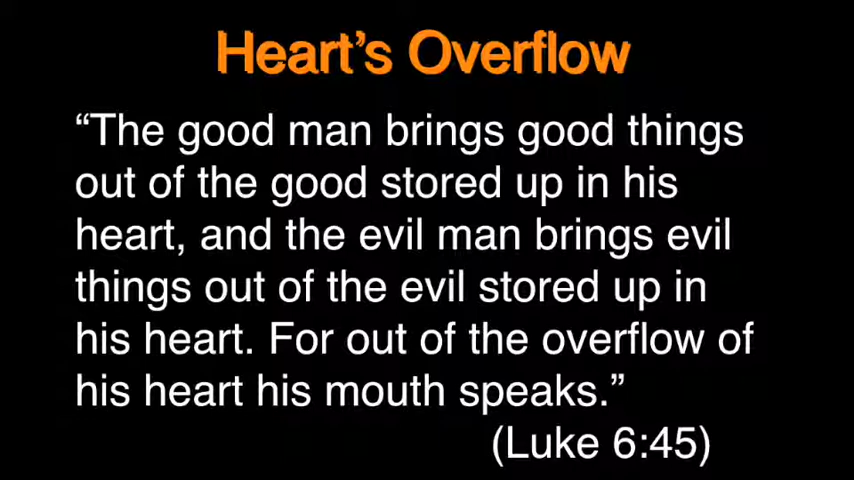 Heart’s Overflow
“The good man brings good things
out of the good stored up in his
heart, and the evil man brings evil
things out of the evil stored up in
his heart. For out of the overflow of
his heart his mouth speaks.”
(Luke 6:45)